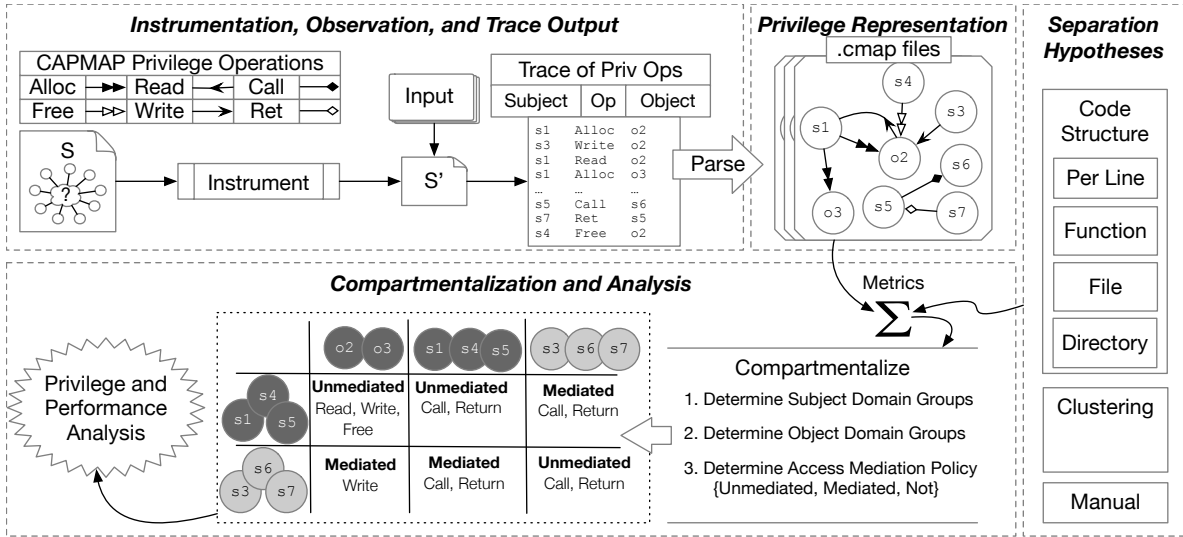 Instrumentation, Observation, and Trace Output
CAPMAP Privilege Operations
Alloc Read Call
Free Write Ret
S
?
Instrument
Input
S'
Trace of Priv Ops
Subject Op Object
s1 Alloc o2
s3 Write o2
s1 Read o2
s1 Alloc o3
… … …
s5 Call s6
s7 Ret s5
s4 Free o2
Parse
Privilege Representation
.cmap files
s4
s3
s1
o2
s6
s5
s7
o3
Separation
Hypotheses
Code
Structure
Per Line
Function
File
Directory
Clustering
Manual
Compartmentalization and Analysis
Metrics
Σ
Compartmentalize
1. Determine Subject Domain Groups
2. Determine Object Domain Groups
3. Determine Access Mediation Policy
{Unmediated, Mediated, Not}
o2 o3 s1 s4 s5 s3 s6 s7
s4
s1 s5
Unmediated Unmediated Mediated
Read, Write, Call, Return Call, Return
Free
s6
s3 s7
Mediated Mediated Unmediated
Write Call, Return Call, Return
Privilege and
Performance
Analysis